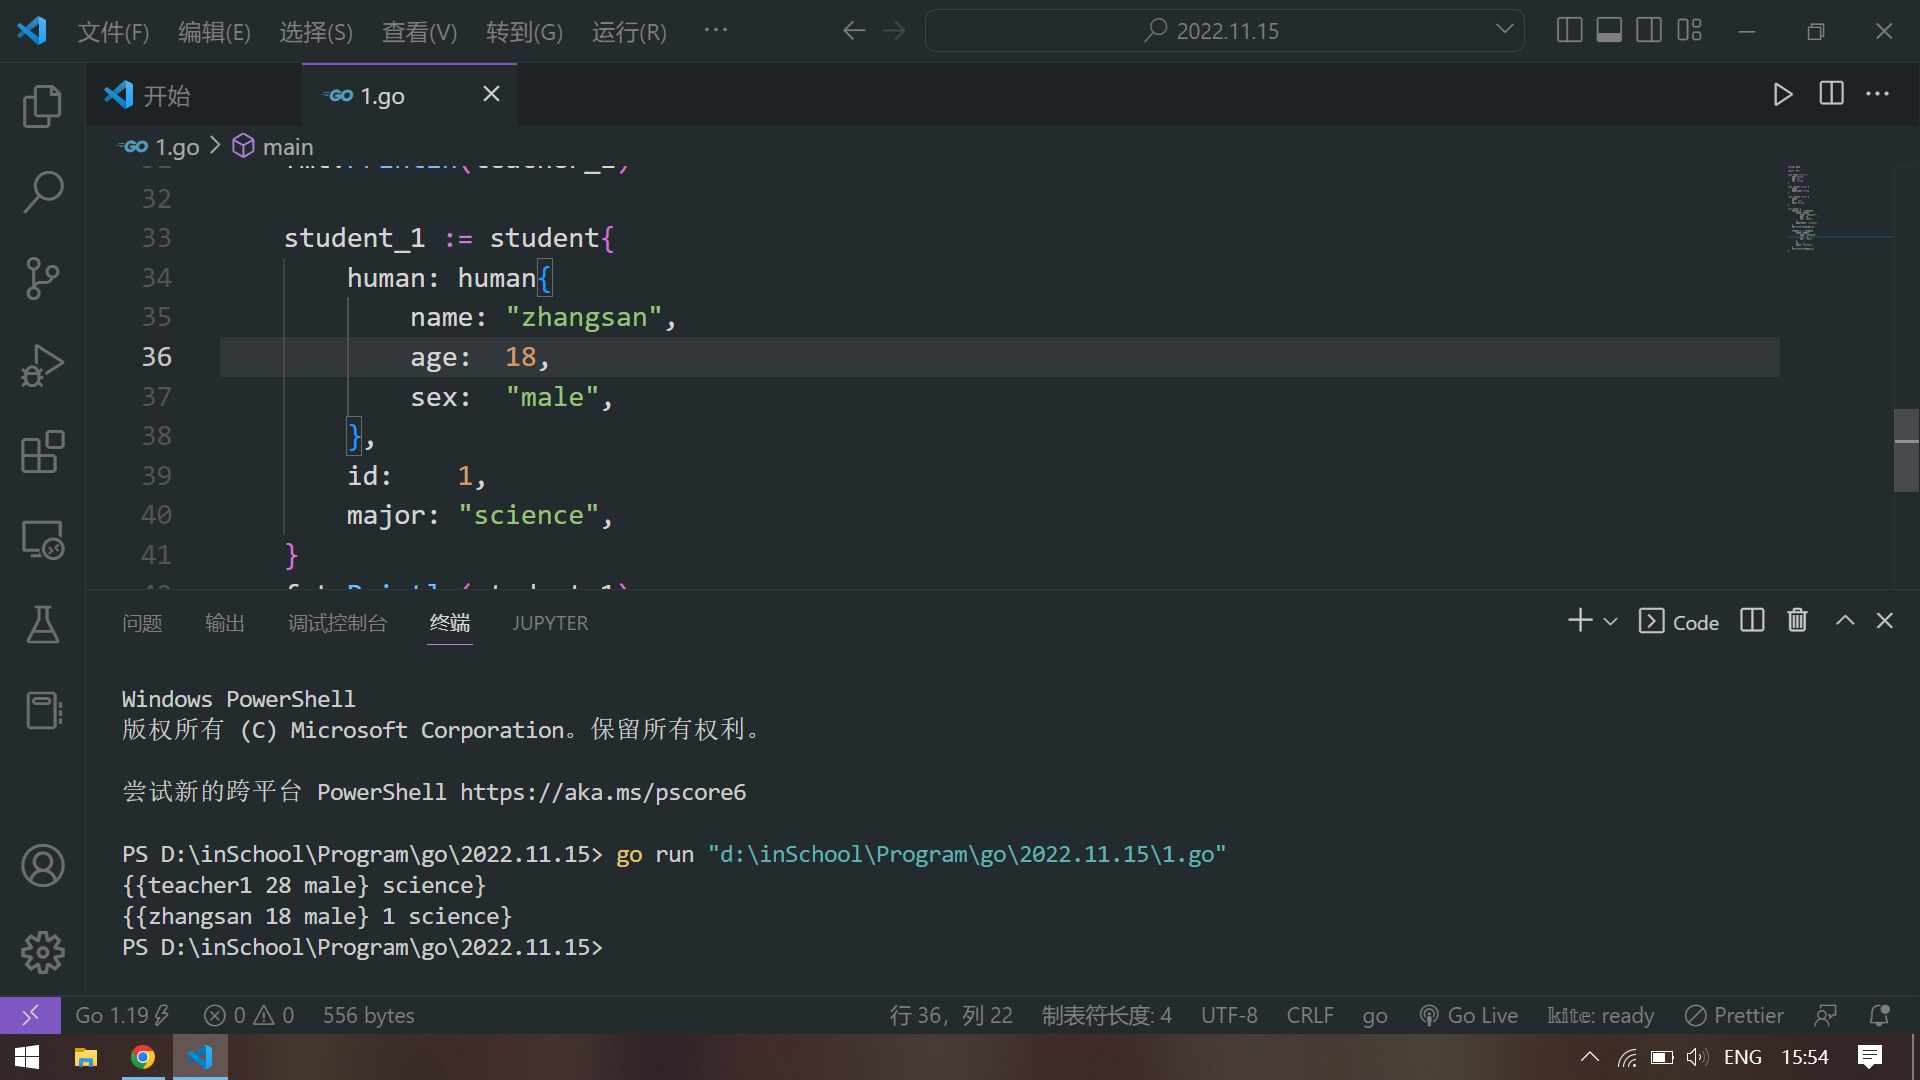 文件(F) 编辑(E) 选择(S) 查看(V) 转到(G) 运行(R) ··· 2022.11.15
开始 1.go
1.go > main
32
33 student_1 := student{
34 human: human{
35 name: "zhangsan",
36 age: 18,
37 sex: "male",
38 },
39 id: 1,
40 major: "science",
41 }
问题 输出 调试控制台 终端 JUPYTER Code
Windows PowerShell
版权所有 (C) Microsoft Corporation。保留所有权利。
尝试新的跨平台 PowerShell https://aka.ms/pscore6
PS D:\inSchool\Program\go\2022.11.15> go run "d:\inSchool\Program\go\2022.11.15\1.go"
{{teacher1 28 male} science}
{{zhangsan 18 male} 1 science}
PS D:\inSchool\Program\go\2022.11.15>
Go 1.19 0 0 556 bytes 行 36，列 22 制表符长度: 4 UTF-8 CRLF go Go Live kite: ready Prettier
ENG 15:54